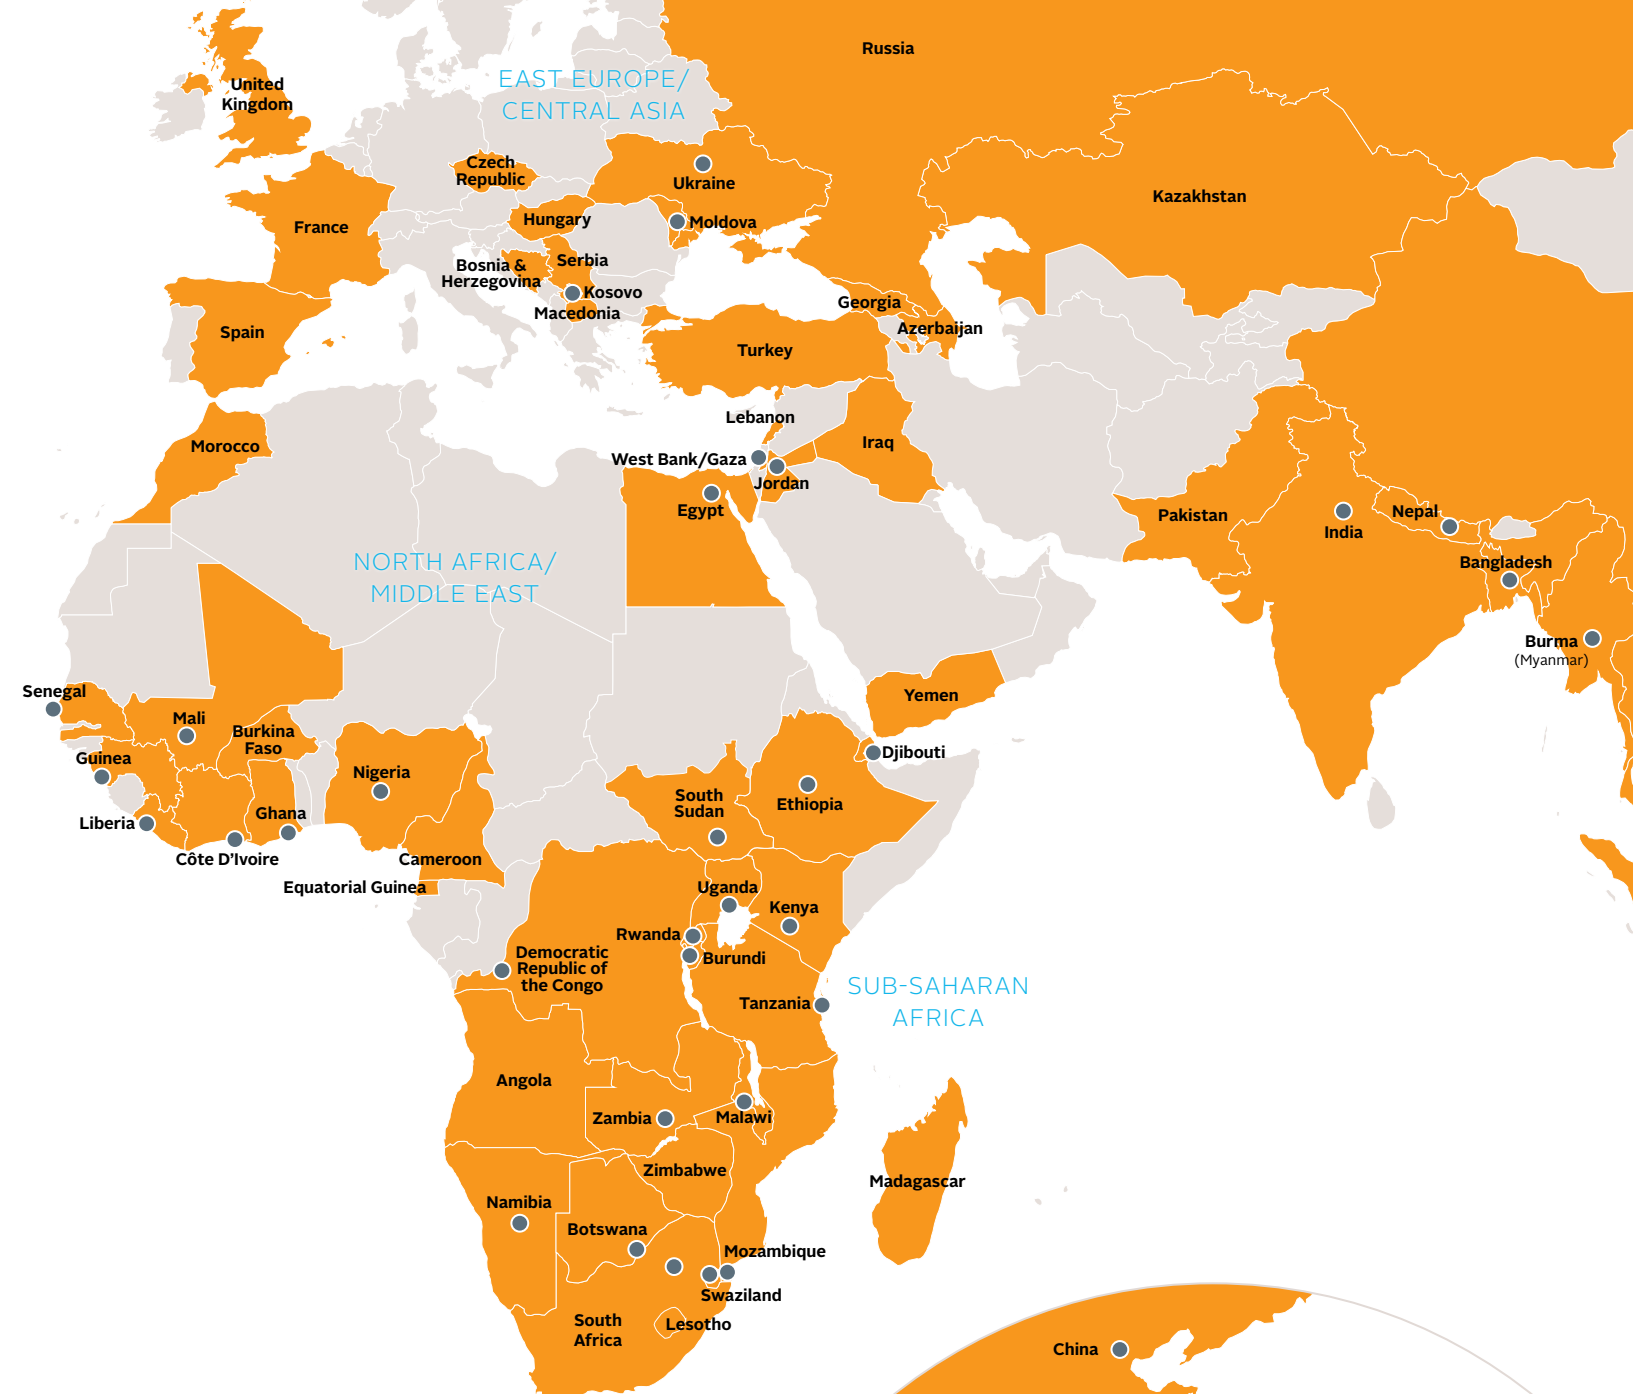 Russia
EAST EUROPE/
CENTRAL ASIA
United
Kingdom
Czech
Republic
Ukraine
Kazakhstan
France
Hungary
Moldova
Serbia
Bosnia &
Herzegovina
Kosovo
Macedonia
Georgia
Azerbaijan
Spain
Turkey
Lebanon
Morocco
Iraq
West Bank/Gaza
Jordan
Egypt
Pakistan
India
Nepal
Bangladesh
NORTH AFRICA/
MIDDLE EAST
Burma
(Myanmar)
Senegal
Yemen
Mali
Burkina
Faso
Guinea
Djibouti
Nigeria
South
Sudan
Ethiopia
Ghana
Liberia
Côte D'Ivoire
Cameroon
Equatorial Guinea
Uganda
Kenya
Rwanda
Burundi
Democratic
Republic of
the Congo
Tanzania
SUB-SAHARAN
AFRICA
Angola
Zambia
Malawi
Zimbabwe
Madagascar
Namibia
Botswana
Mozambique
Swaziland
South
Africa
Lesotho
China